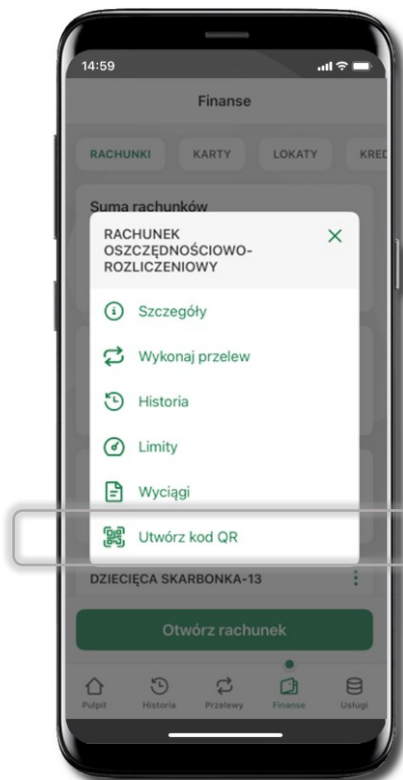 14:59
Finanse
RACHUNKI KARTY LOKATY KRED
Suma rachunków
RACHUNEK
OSZCZĘDNOŚCIOWO-
ROZLICZENIOWY
Szczegóły
Wykonaj przelew
Historia
Limity
Wyciągi
Utwórz kod QR
DZIECIĘCA SKARBONKA-13
Otwórz rachunek
Pulpit Historia Przelewy Finanse Usługi